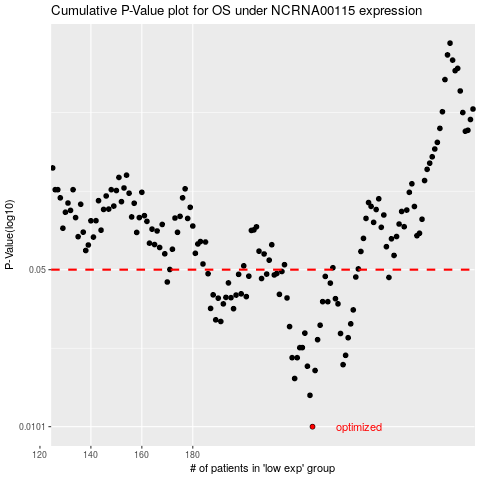 Cumulative P-Value plot for OS under NCRNA00115 expression
P-Value(log10)
0.05
0.0101
optimized
120 140 160 180
# of patients in 'low exp' group